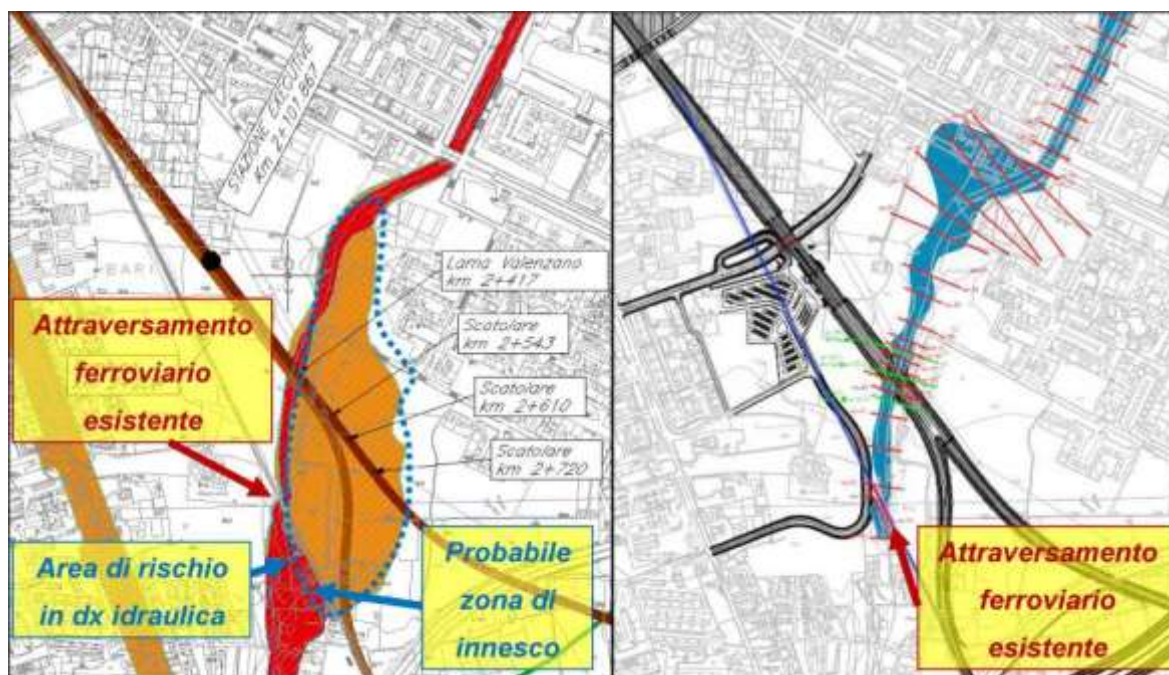 STAZIONE EXECUTIVE
km 2+101.867
BARI
Lama Valenzano
km 2+417
Scatolare
km 2+543
Scatolare
km 2+610
Scatolare
km 2+720
Attraversamento
ferroviario
esistente
Area di rischio
in dx idraulica
Probabile
zona di
innesco
Attraversamento
ferroviario
esistente